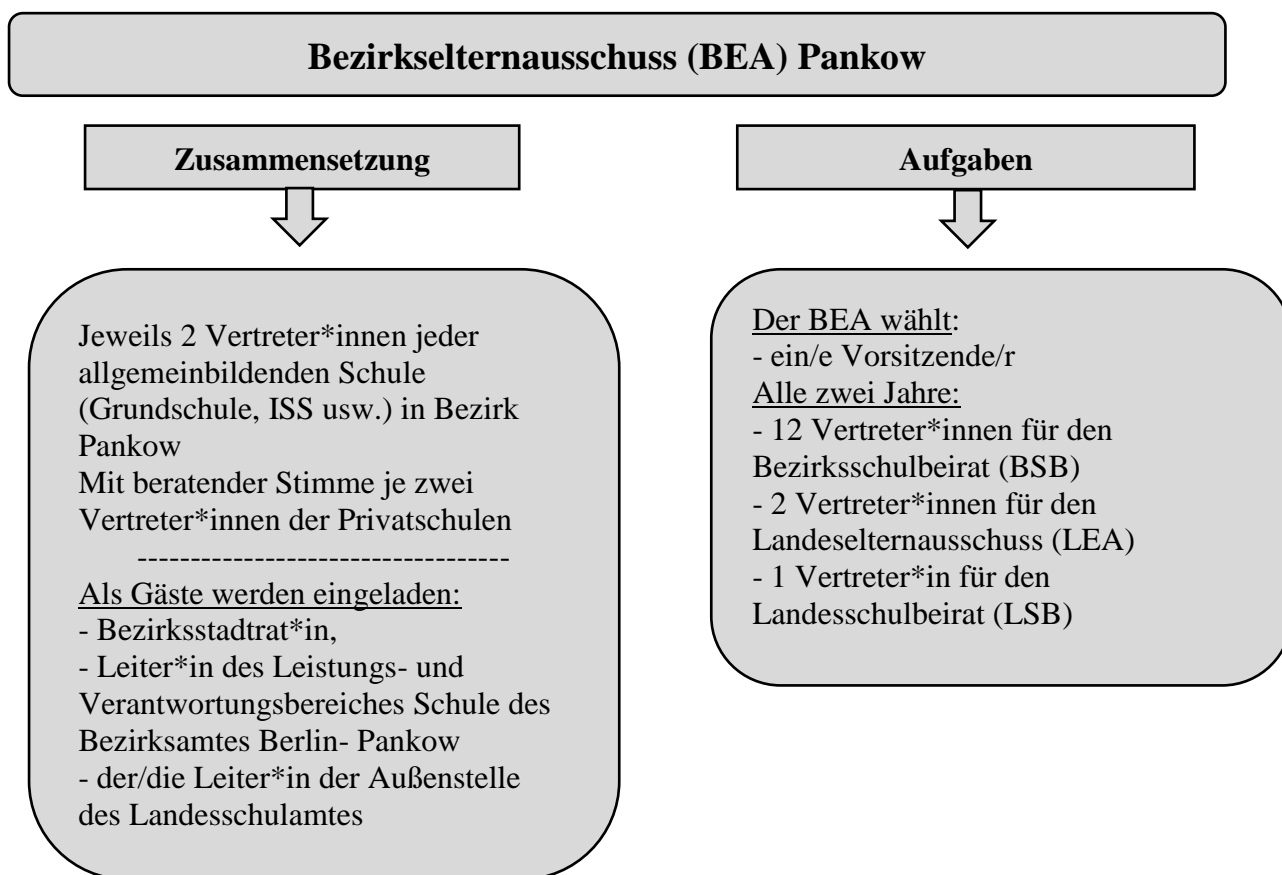 Bezirkselternausschuss (BEA) Pankow
Zusammensetzung
Jeweils 2 Vertreter*innen jeder
allgemeinbildenden Schule
(Grundschule, ISS usw.) in Bezirk
Pankow
Mit beratender Stimme je zwei
Vertreter*innen der Privatschulen
-----------------------------------
Als Gäste werden eingeladen:
- Bezirksstadtrat*in,
- Leiter*in des Leistungs- und
Verantwortungsbereiches Schule des
Bezirksamtes Berlin- Pankow
- der/die Leiter*in der Außenstelle
des Landesschulamtes
Aufgaben
Der BEA wählt:
- ein/e Vorsitzende/r
Alle zwei Jahre:
- 12 Vertreter*innen für den
Bezirksschulbeirat (BSB)
- 2 Vertreter*innen für den
Landeselternausschuss (LEA)
- 1 Vertreter*in für den
Landesschulbeirat (LSB)